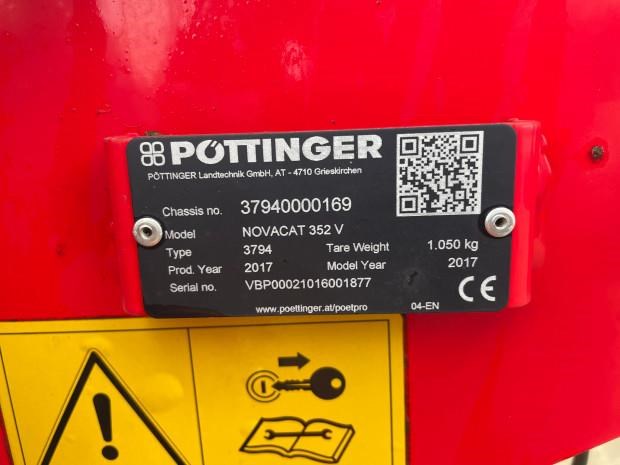 PÖTTINGER
PÖTTINGER Landtechnik GmbH, AT - 4710 Grieskirchen
Chassis no. 37940000169
Model NOVACAT 352 V
Type 3794 Tare Weight 1.050 kg
Prod. Year 2017 Model Year 2017
Serial no. VBP00021016001877
www.poettinger.at/poetpro 04-EN CE